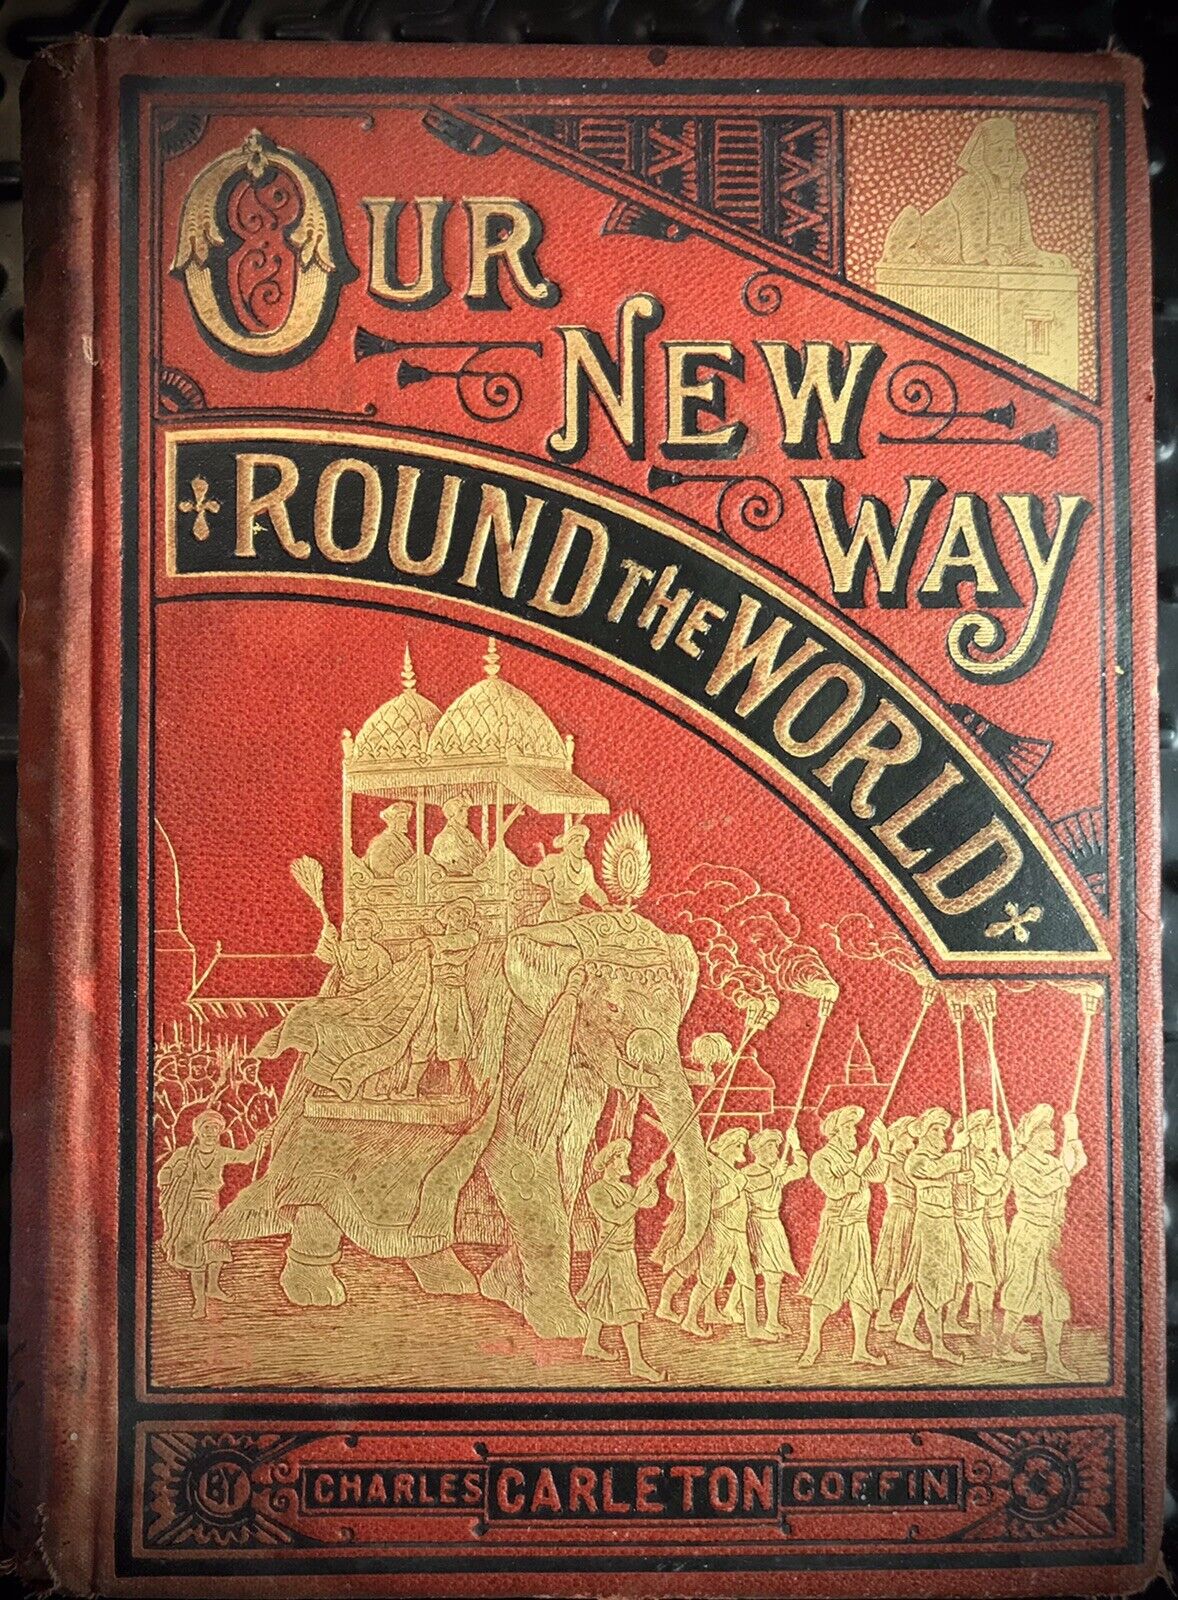 OUR
NEW
WAY
ROUND THE WORLD
BY CHARLES CARLETON COFFIN